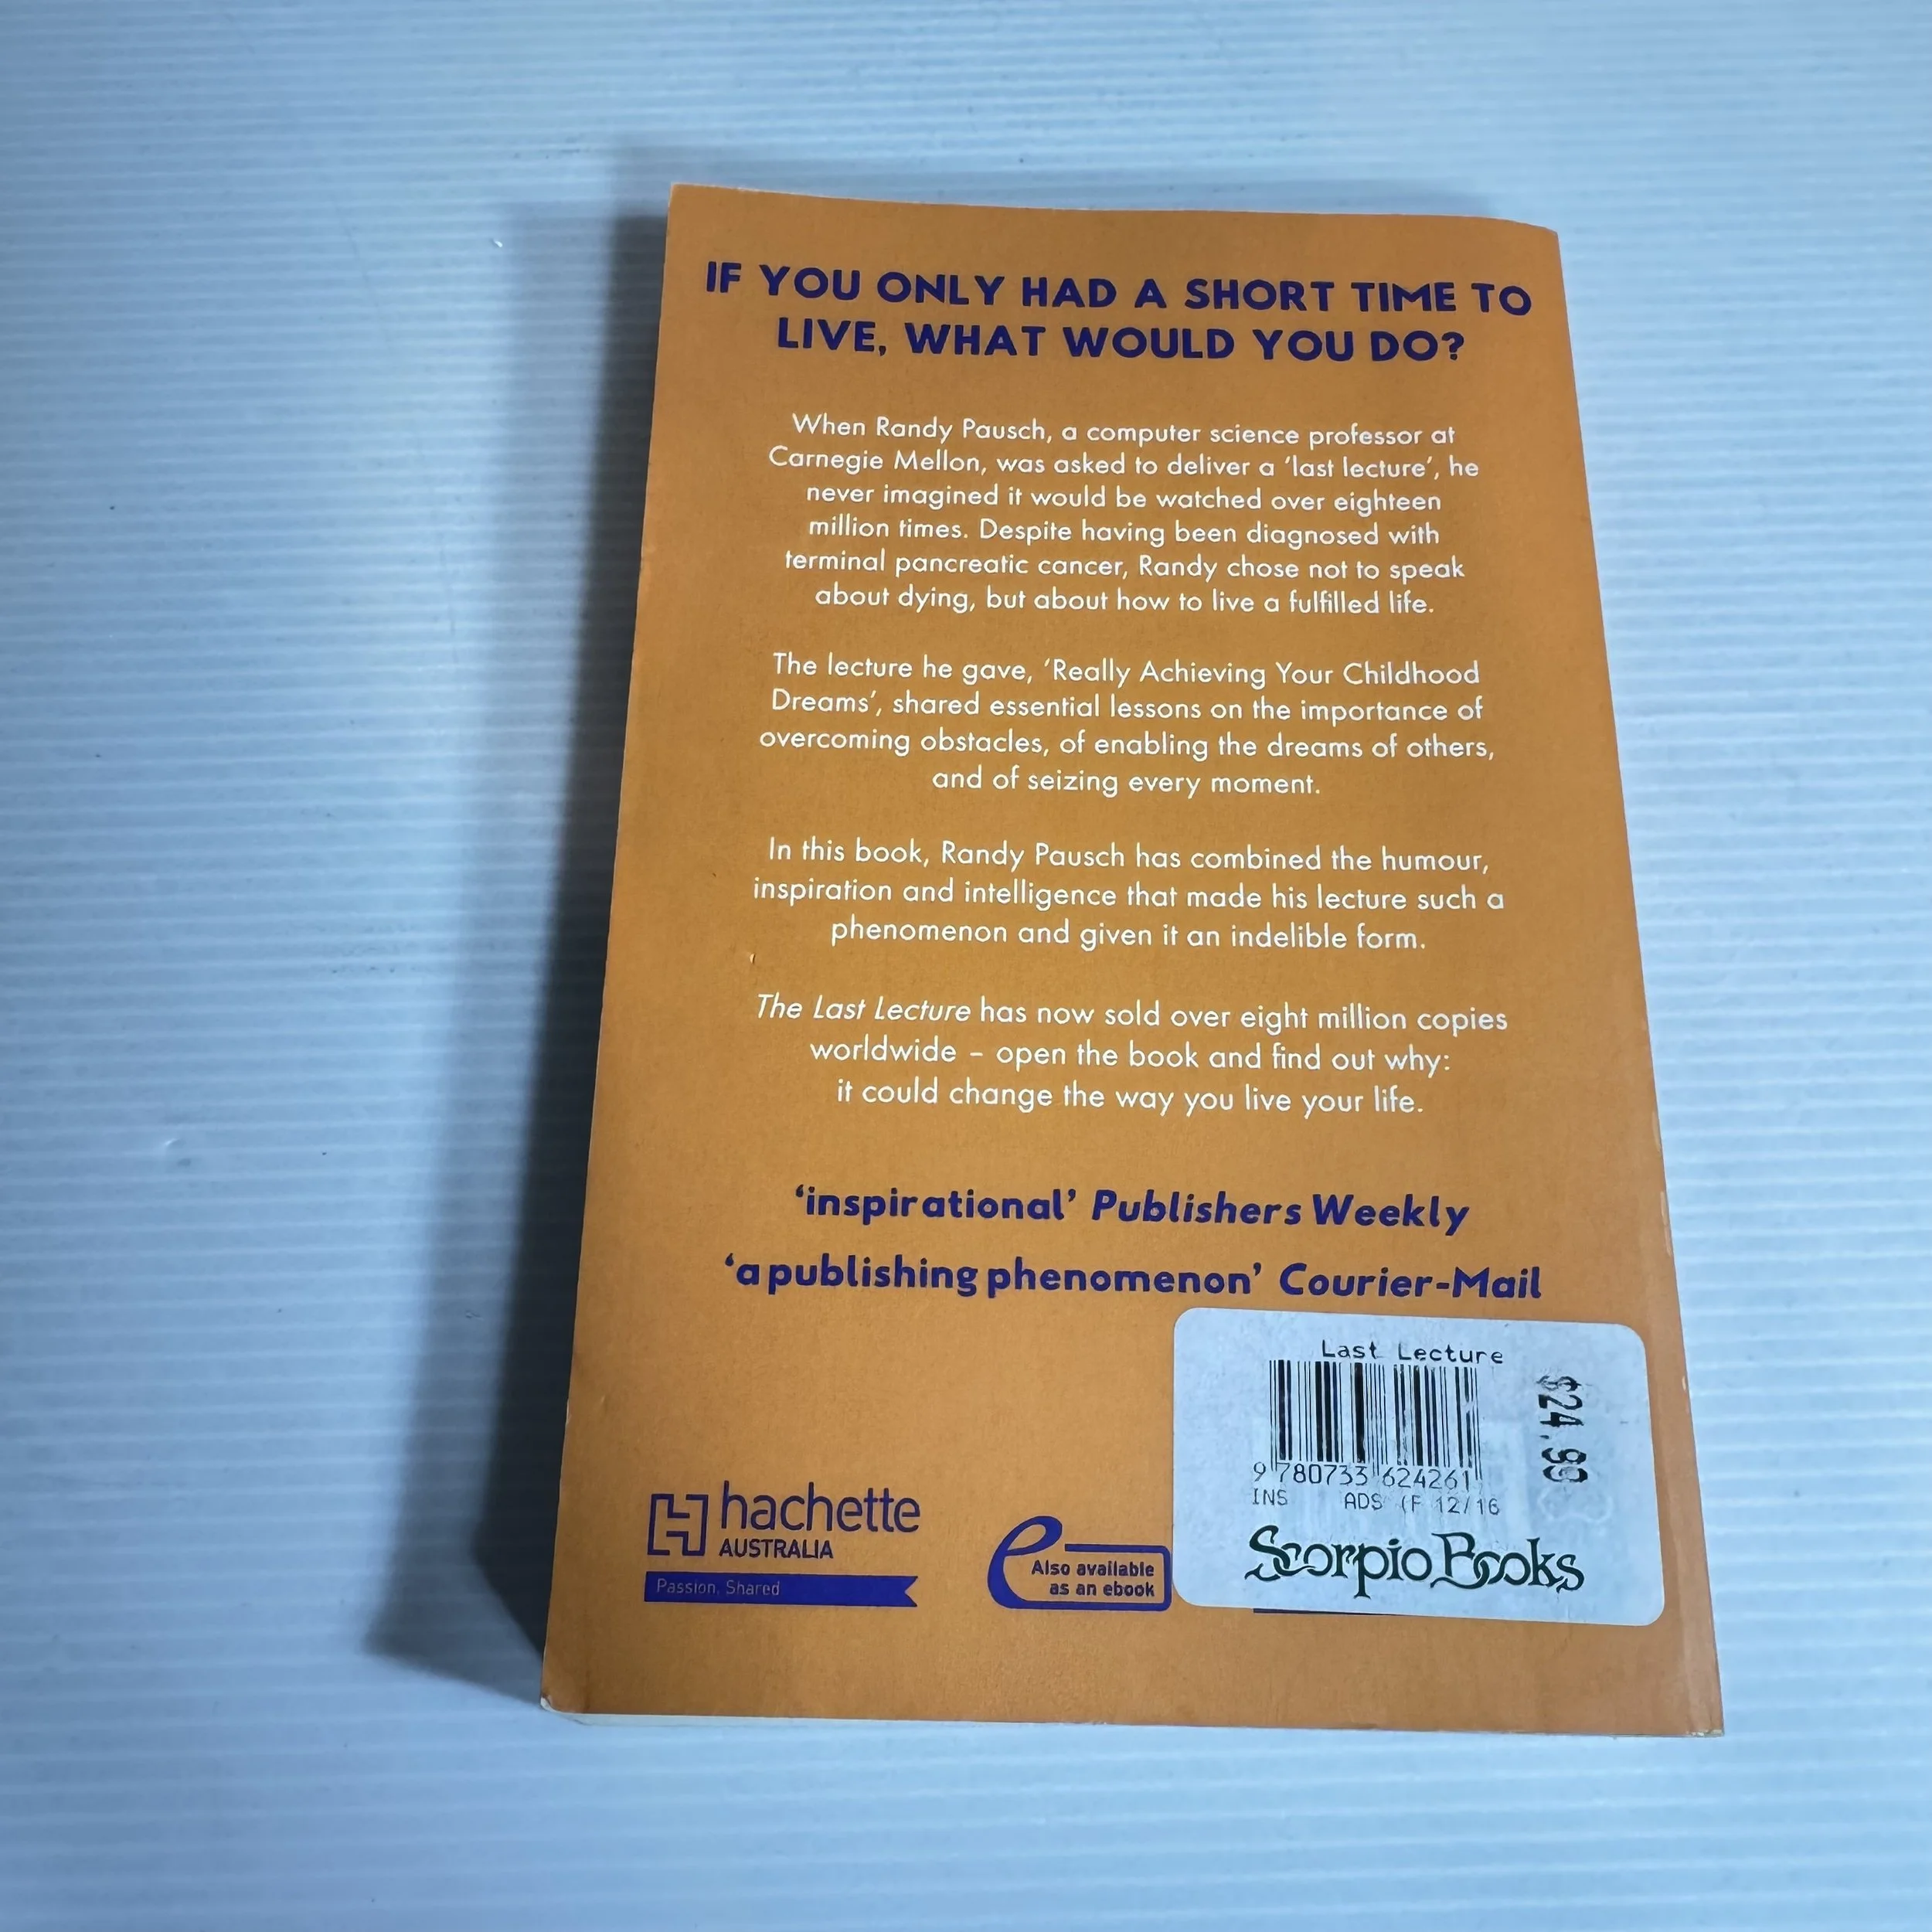 IF YOU ONLY HAD A SHORT TIME TO
LIVE, WHAT WOULD YOU DO?
When Randy Pausch, a computer science professor at
Carnegie Mellon, was asked to deliver a ‘last lecture’, he
never imagined it would be watched over eighteen
million times. Despite having been diagnosed with
terminal pancreatic cancer, Randy chose not to speak
about dying, but about how to live a fulfilled life.
The lecture he gave, ‘Really Achieving Your Childhood
Dreams’, shared essential lessons on the importance of
overcoming obstacles, of enabling the dreams of others,
and of seizing every moment.
In this book, Randy Pausch has combined the humour,
inspiration and intelligence that made his lecture such a
phenomenon and given it an indelible form.
The Last Lecture has now sold over eight million copies
worldwide – open the book and find out why:
it could change the way you live your life.
‘inspirational’ Publishers Weekly
‘a publishing phenomenon’ Courier-Mail
Last Lecture
$24.99
9 780733 624261
INS ADS (F 12/16
Scorpio Books
hachette
AUSTRALIA
Passion. Shared
Also available
as an ebook